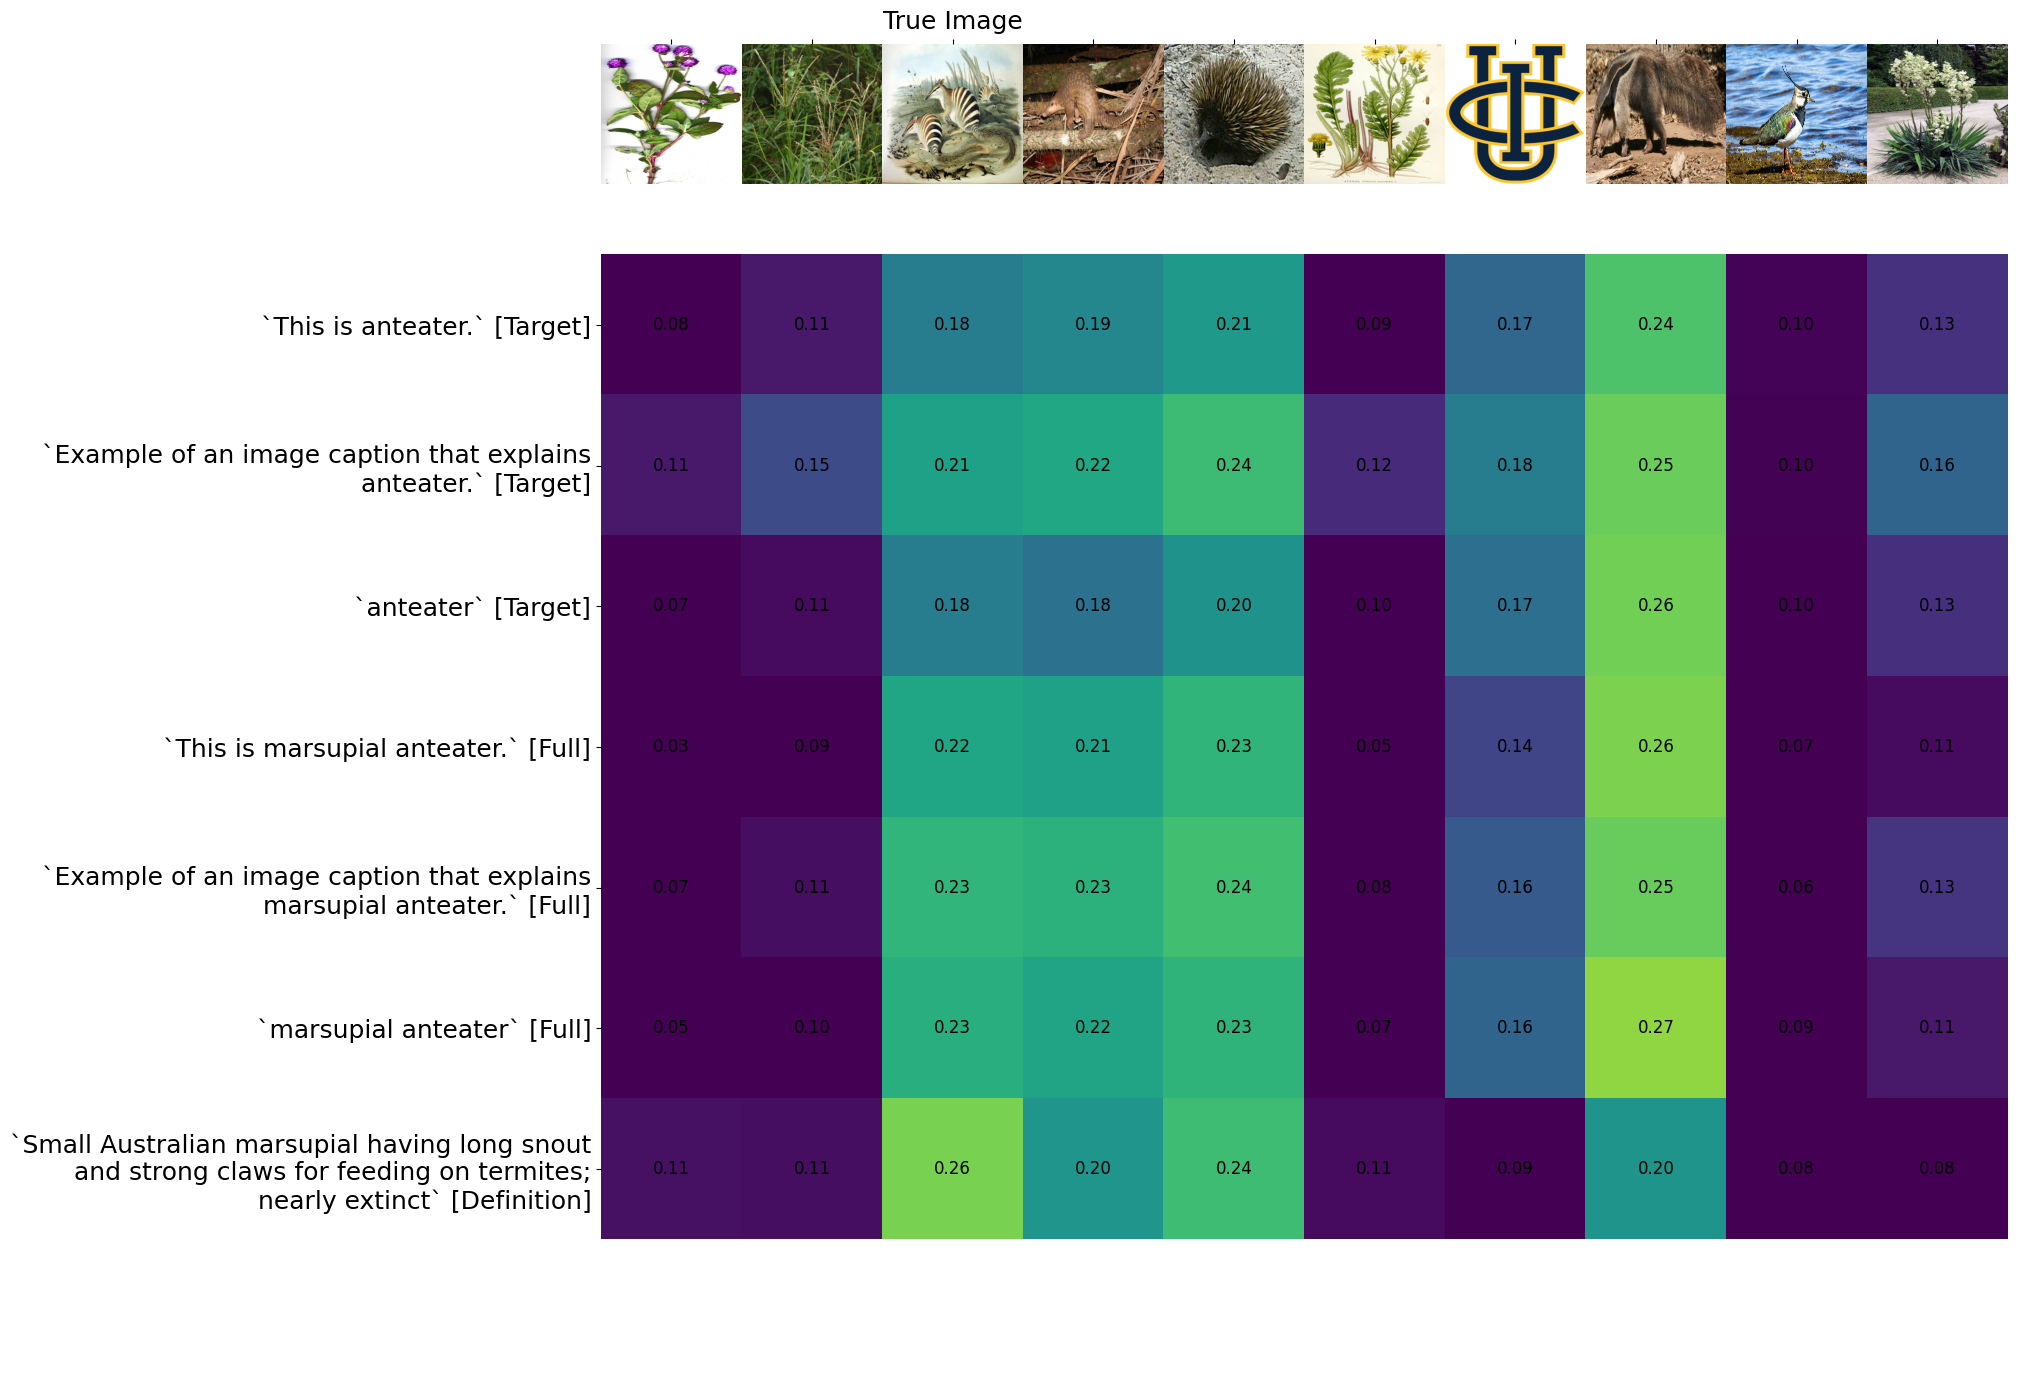 True Image
UCI
`This is anteater.` [Target]
0.08 0.11 0.18 0.19 0.21 0.09 0.17 0.24 0.10 0.13
`Example of an image caption that explains
anteater.` [Target]
0.11 0.15 0.21 0.22 0.24 0.12 0.18 0.25 0.10 0.16
`anteater` [Target]
0.07 0.11 0.18 0.18 0.20 0.10 0.17 0.26 0.10 0.13
`This is marsupial anteater.` [Full]
0.03 0.09 0.22 0.21 0.23 0.05 0.14 0.26 0.07 0.11
`Example of an image caption that explains
marsupial anteater.` [Full]
0.07 0.11 0.23 0.23 0.24 0.08 0.16 0.25 0.06 0.13
`marsupial anteater` [Full]
0.05 0.10 0.23 0.22 0.23 0.07 0.16 0.27 0.09 0.11
`Small Australian marsupial having long snout
and strong claws for feeding on termites;
nearly extinct` [Definition]
0.11 0.11 0.26 0.20 0.24 0.11 0.09 0.20 0.08 0.08